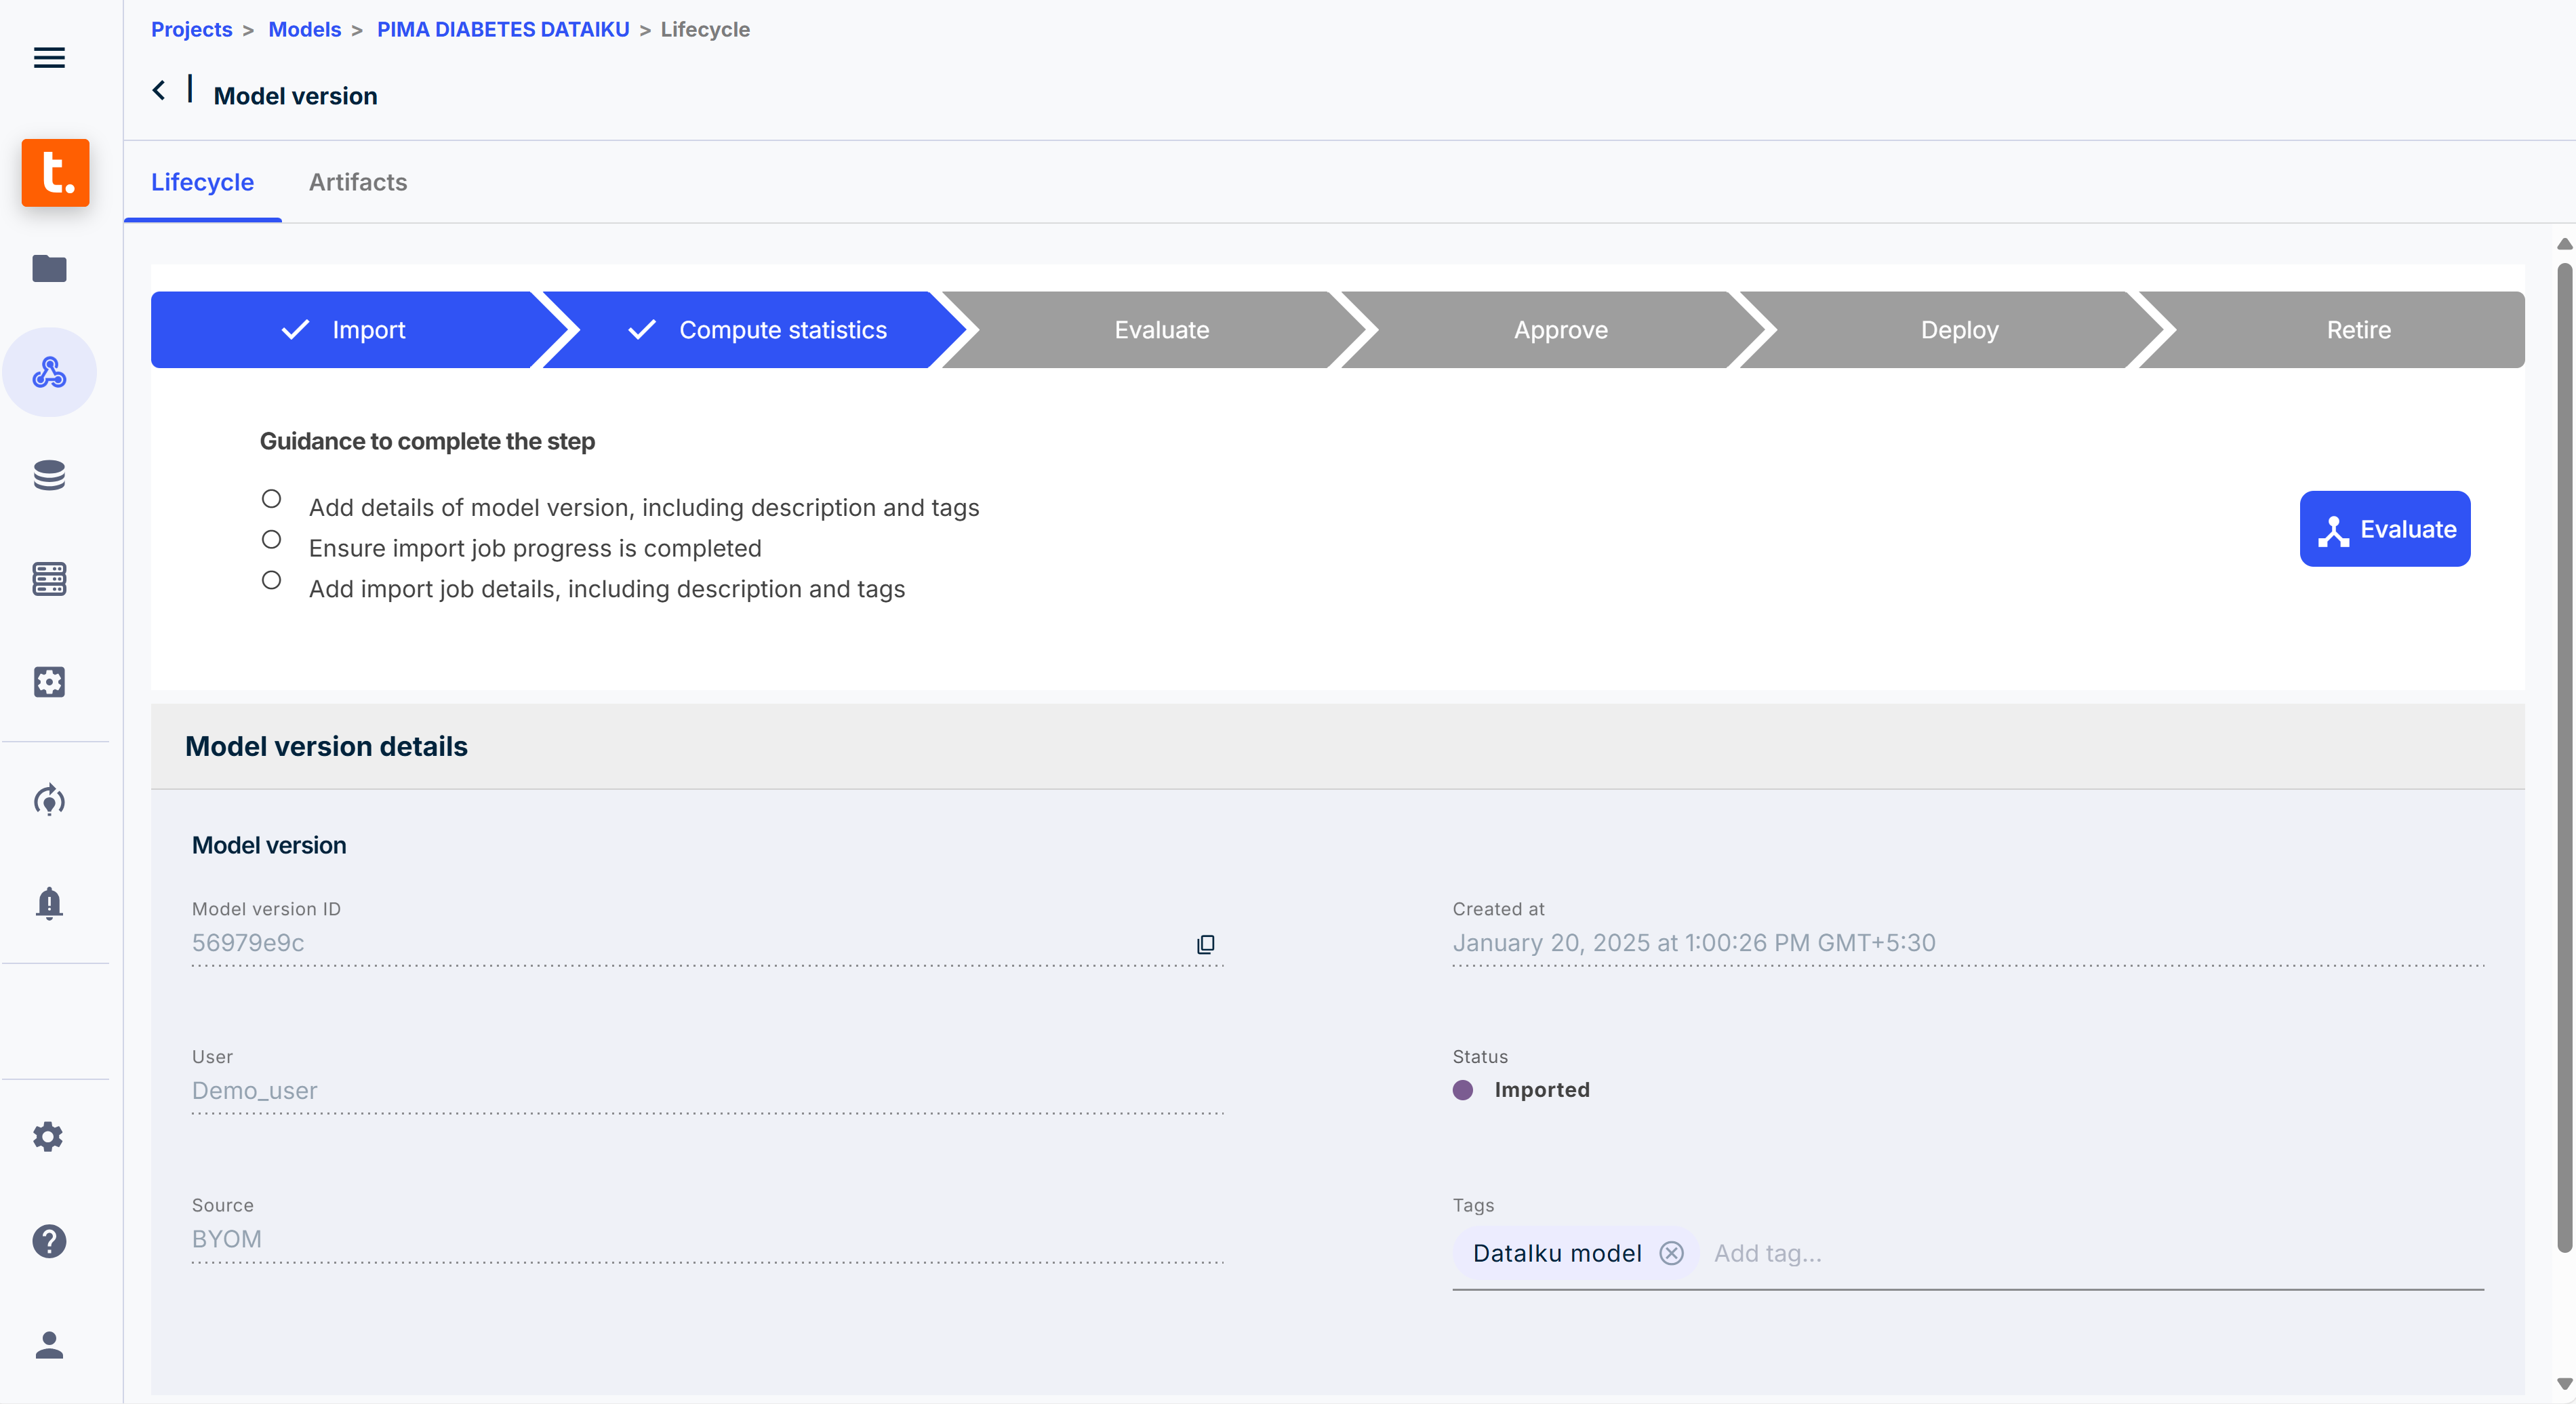 Projects > Models > PIMA DIABETES DATAIKU > Lifecycle
Model version
t.
Lifecycle Artifacts
Import Compute statistics Evaluate Approve Deploy Retire
Guidance to complete the step
Add details of model version, including description and tags
Ensure import job progress is completed
Add import job details, including description and tags
Evaluate
Model version details
Model version
Model version ID
56979e9c
Created at
January 20, 2025 at 1:00:26 PM GMT+5:30
User
Demo_user
Status
Imported
Source
BYOM
Tags
DataIku model Add tag...